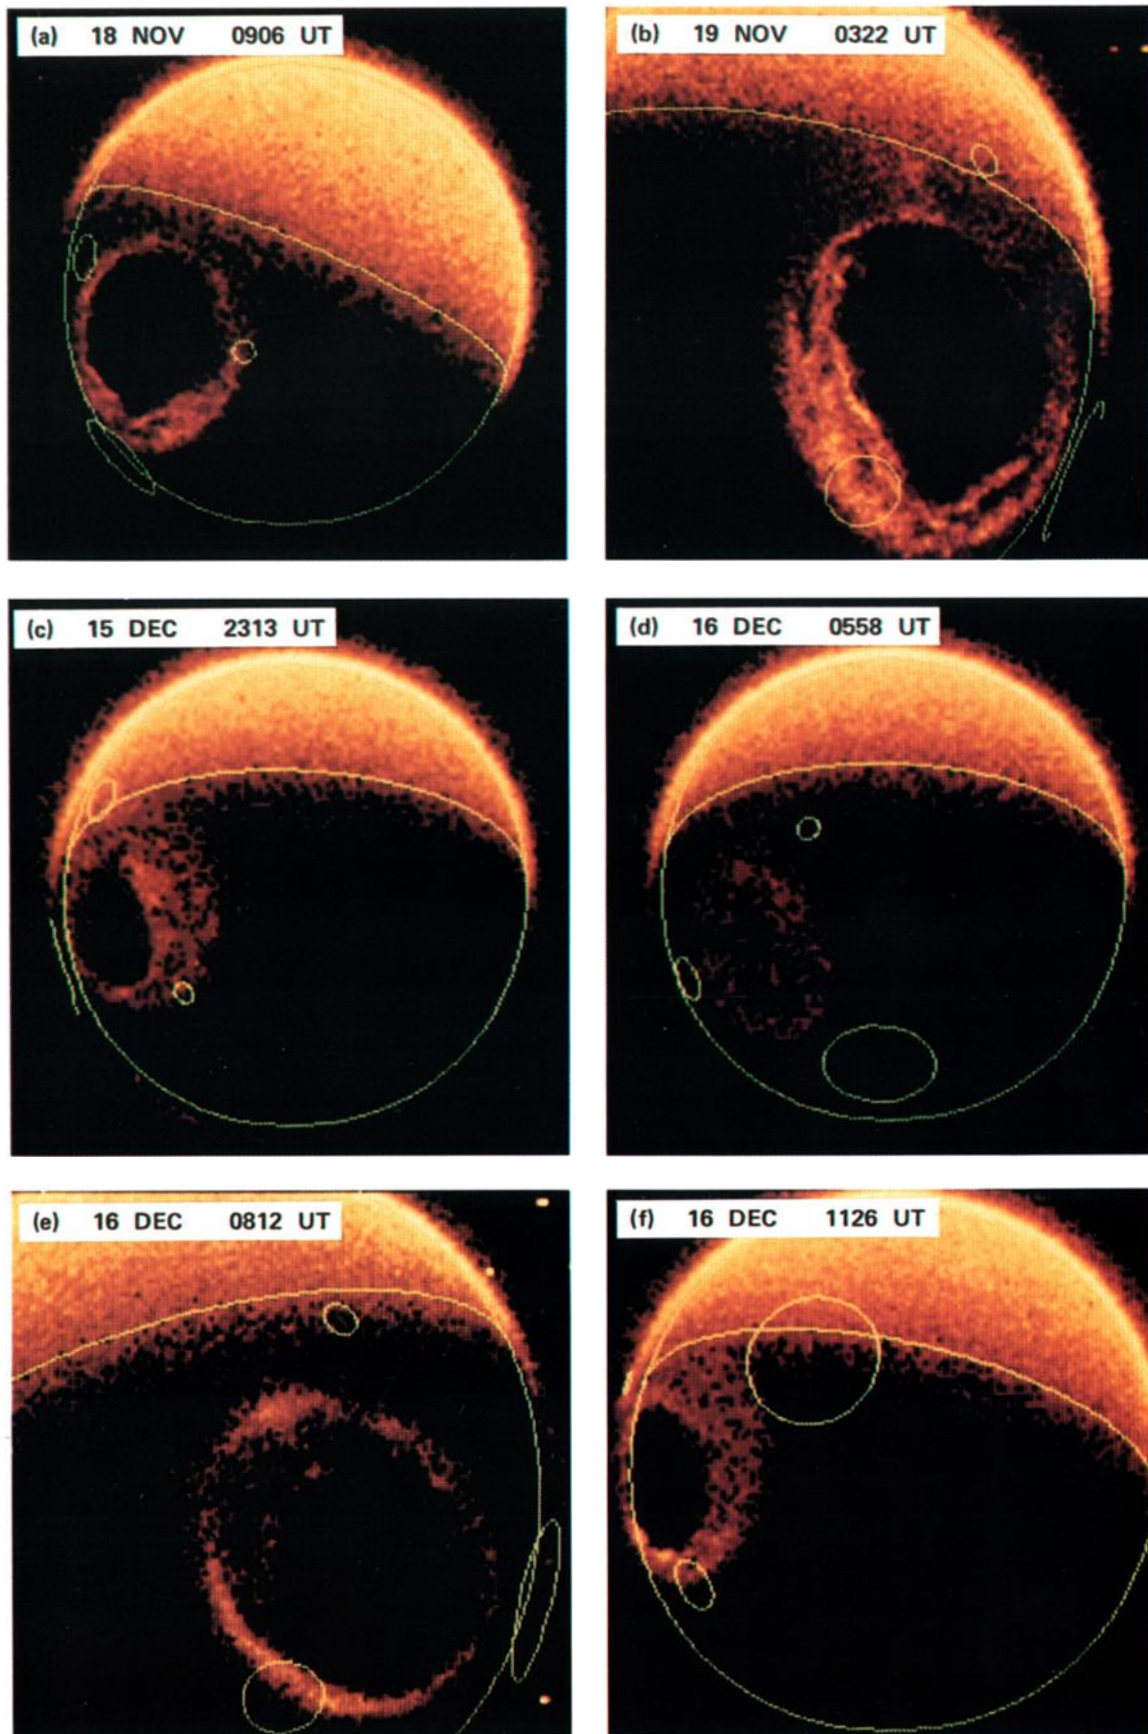 (a) 18 NOV 0906 UT
(b) 19 NOV 0322 UT
(c) 15 DEC 2313 UT
(d) 16 DEC 0558 UT
(e) 16 DEC 0812 UT
(f) 16 DEC 1126 UT